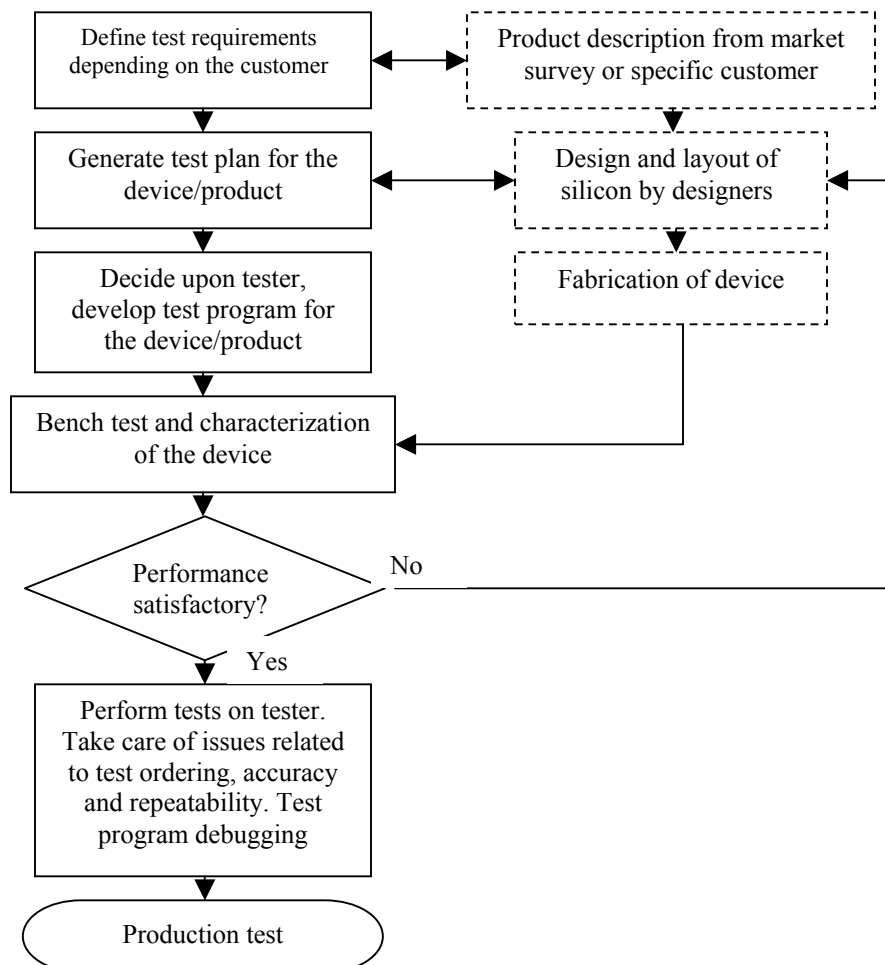 Define test requirements
depending on the customer
Product description from market
survey or specific customer
Generate test plan for the
device/product
Design and layout of
silicon by designers
Decide upon tester,
develop test program for
the device/product
Fabrication of device
Bench test and characterization
of the device
Performance
satisfactory?
No
Yes
Perform tests on tester.
Take care of issues related
to test ordering, accuracy
and repeatability. Test
program debugging
Production test